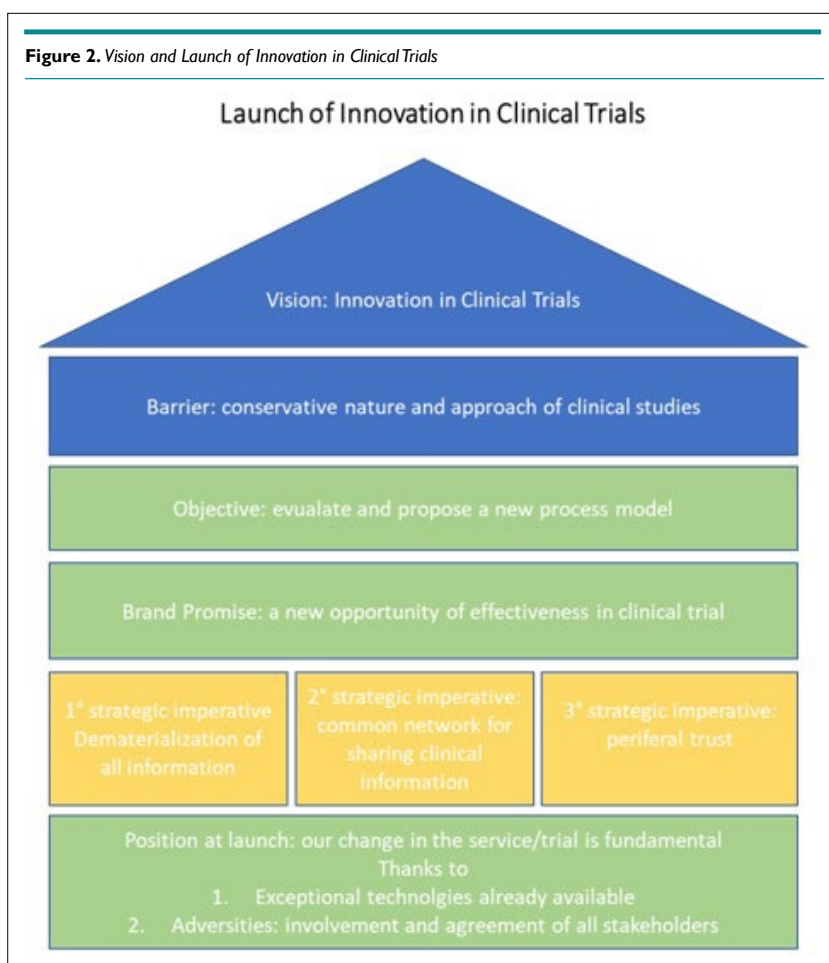 Figure 2. Vision and Launch of Innovation in Clinical Trials
Launch of Innovation in Clinical Trials
Vision: Innovation in Clinical Trials
Barrier: conservative nature and approach of clinical studies
Objective: evualate and propose a new process model
Brand Promise: a new opportunity of effectiveness in clinical trial
1° strategic imperative
Dematerialization of
all information
2° strategic imperative:
common network for
sharing clinical
information
3° strategic imperative:
periferal trust
Position at launch: our change in the service/trial is fundamental
Thanks to
1. Exceptional technolgies already available
2. Adversities: involvement and agreement of all stakeholders